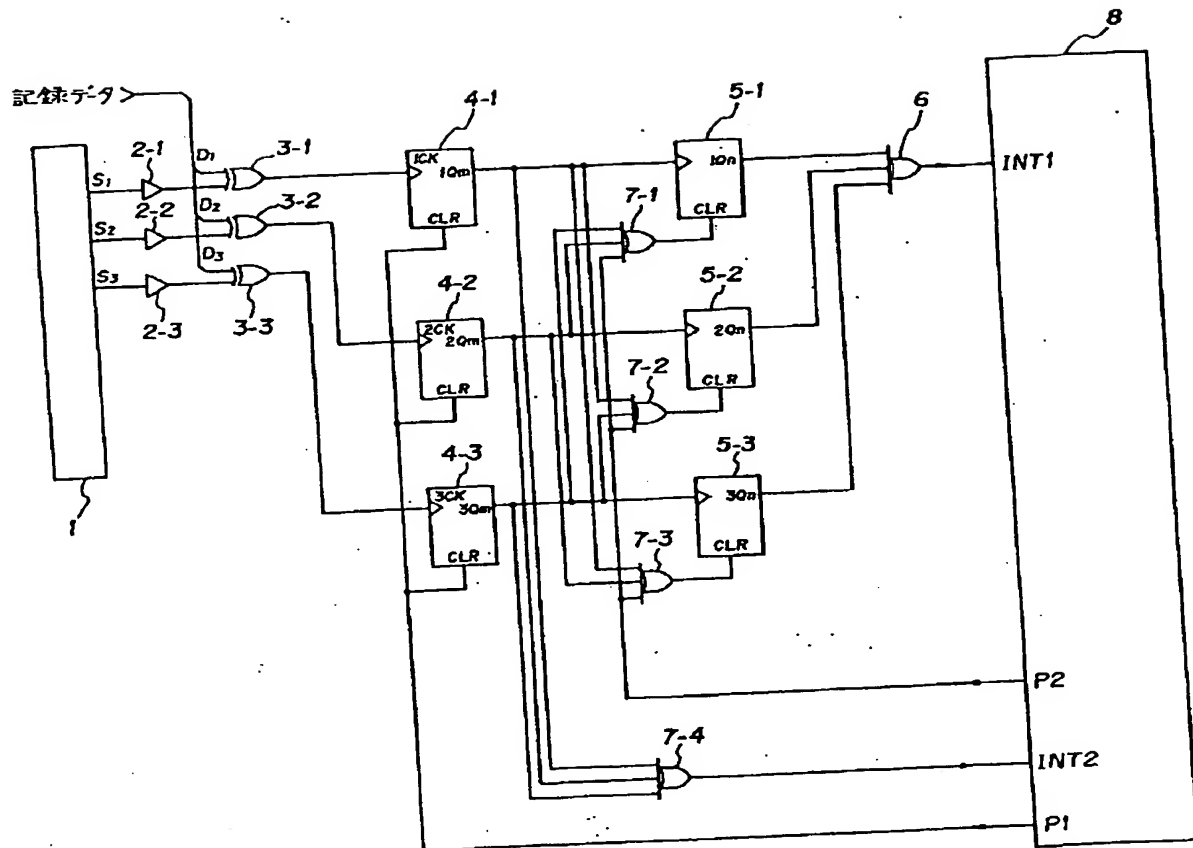 8
記録データ
4-1
5-1
6
2-1
D1
3-1
1CK
1Qm
1Qn
INT1
S1
2-2
D2
3-2
CLR
CLR
7-1
S2
D3
4-2
5-2
S3
2-3
3-3
2CK
2Qm
2Qn
7-2
CLR
CLR
4-3
5-3
3CK
3Qm
3Qn
1
7-3
CLR
CLR
P2
7-4
INT2
P1